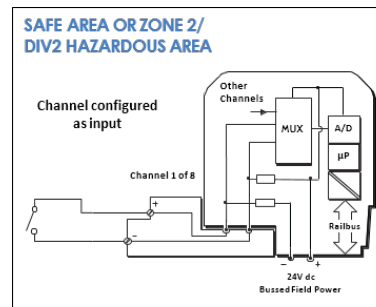 SAFE AREA OR ZONE 2/
DIV2 HAZARDOUS AREA
Channel configured
as input
Other
Channels
MUX
A/D
µP
Channel 1 of 8
+
−
Railbus
− +
24V dc
Bussed Field Power